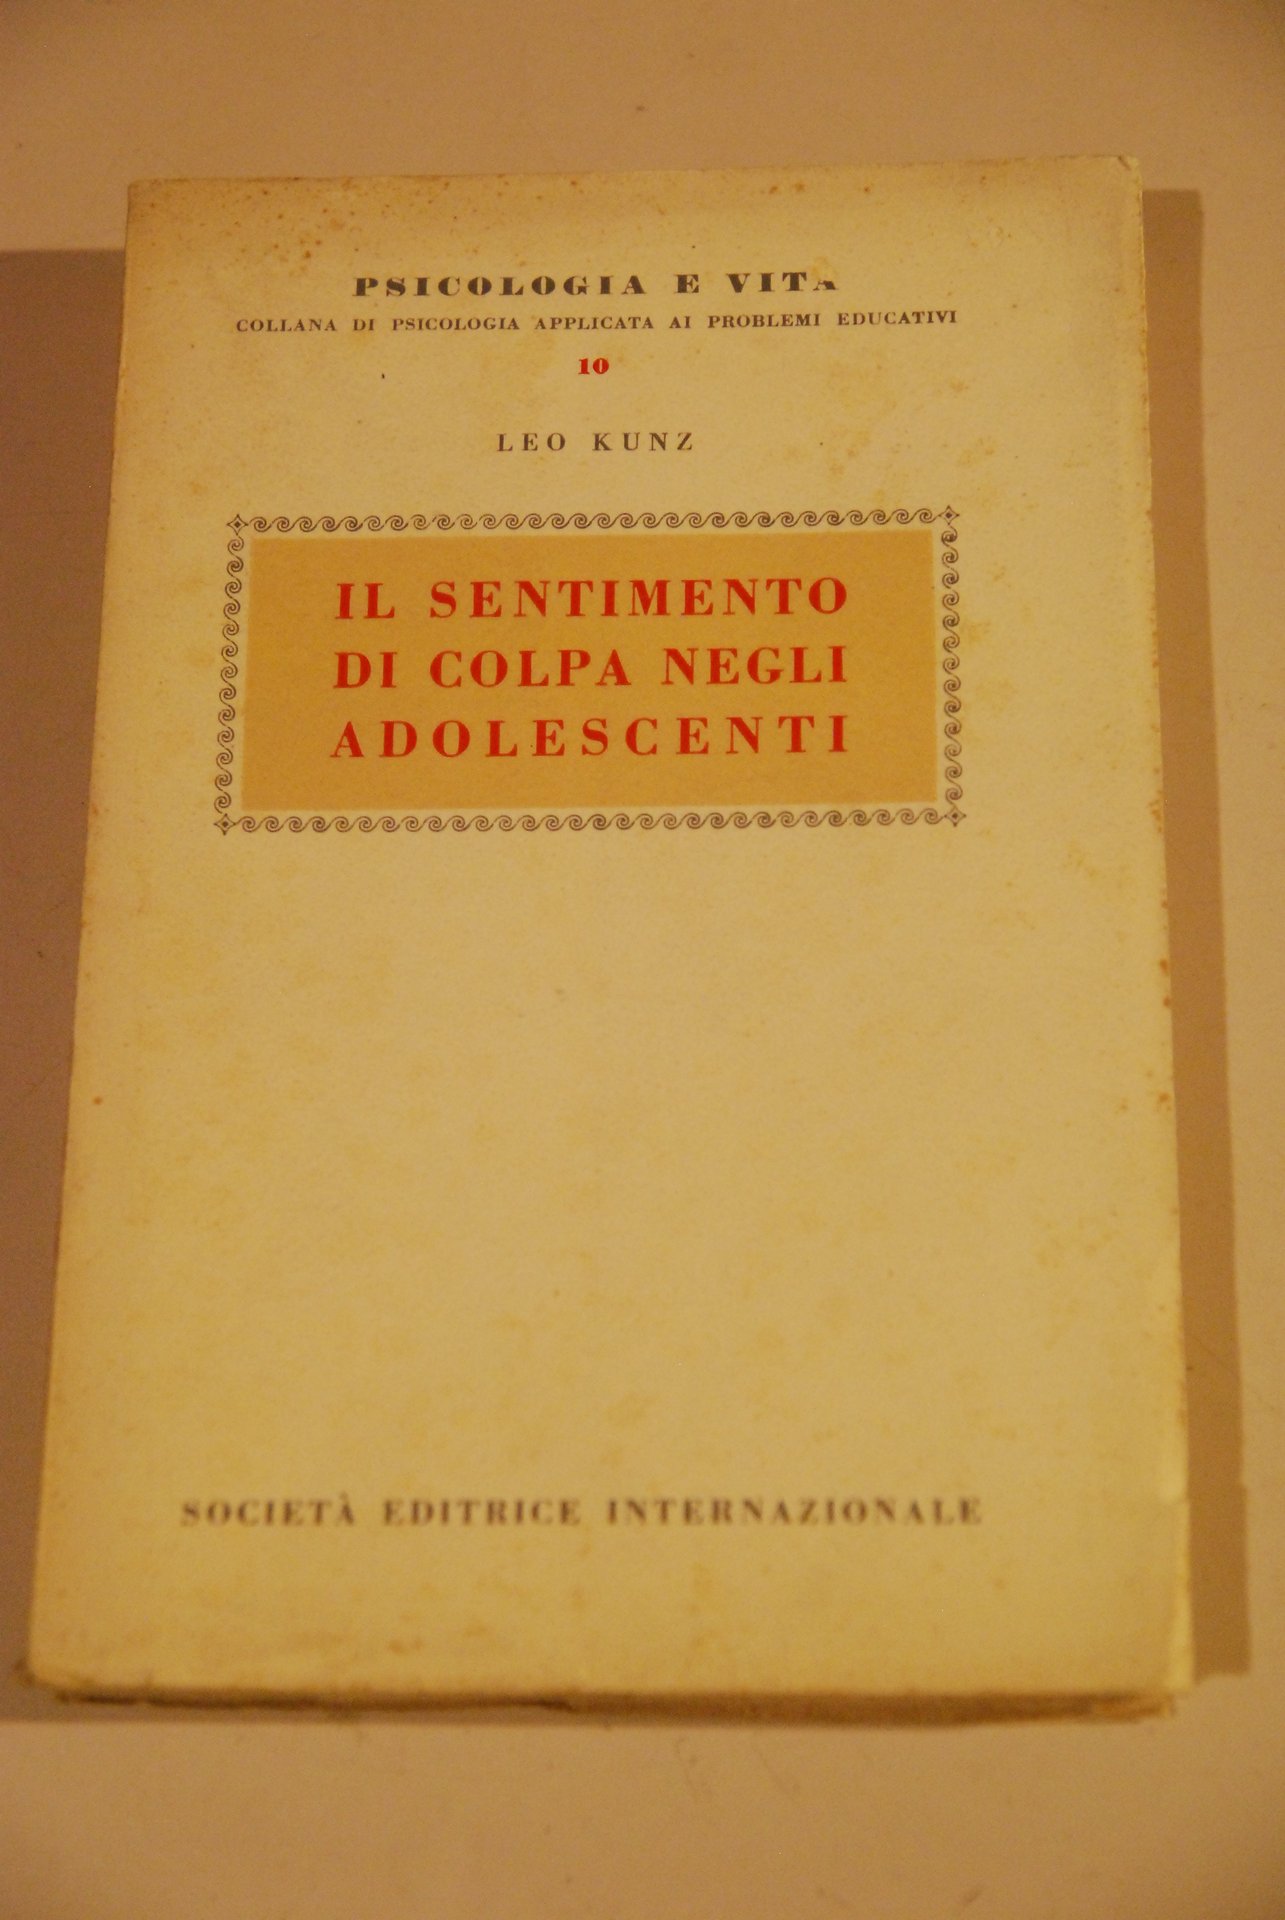 PSICOLOGIA E VITA
COLLANA DI PSICOLOGIA APPLICATA AI PROBLEMI EDUCATIVI
10
LEO KUNZ
IL SENTIMENTO
DI COLPA NEGLI
ADOLESCENTI
SOCIETÀ EDITRICE INTERNAZIONALE